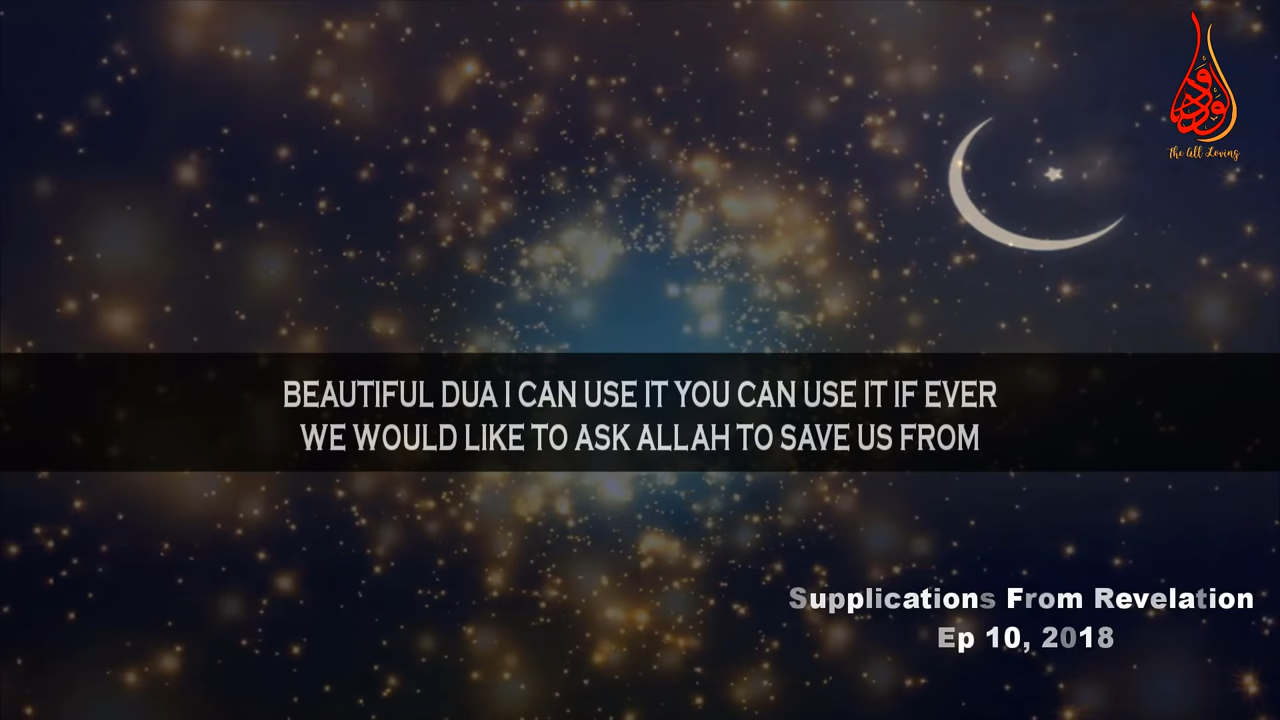 الودود
The All Loving
BEAUTIFUL DUA I CAN USE IT YOU CAN USE IT IF EVER
WE WOULD LIKE TO ASK ALLAH TO SAVE US FROM
Supplications From Revelation
Ep 10, 2018